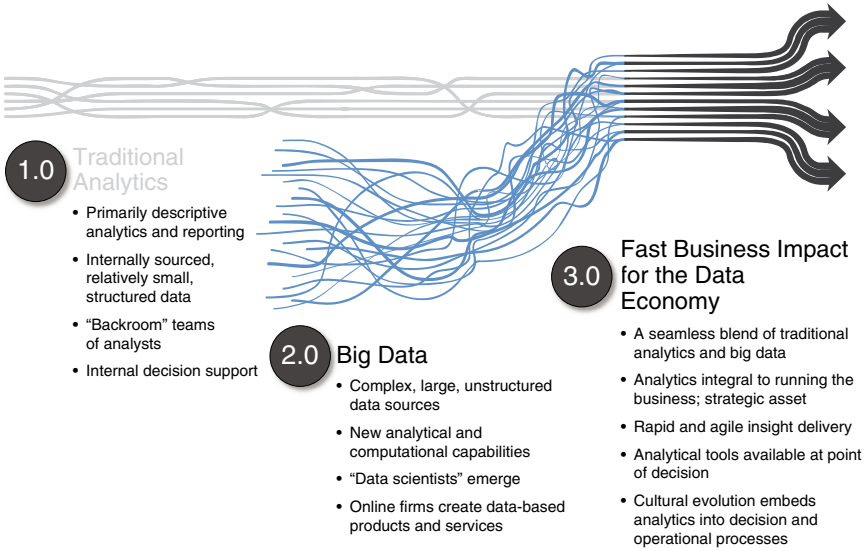 1.0
Traditional
Analytics
• Primarily descriptive
analytics and reporting
• Internally sourced,
relatively small,
structured data
• “Backroom” teams
of analysts
• Internal decision support
2.0
Big Data
• Complex, large, unstructured
data sources
• New analytical and
computational capabilities
• “Data scientists” emerge
• Online firms create data-based
products and services
3.0
Fast Business Impact
for the Data
Economy
• A seamless blend of traditional
analytics and big data
• Analytics integral to running the
business; strategic asset
• Rapid and agile insight delivery
• Analytical tools available at point
of decision
• Cultural evolution embeds
analytics into decision and
operational processes